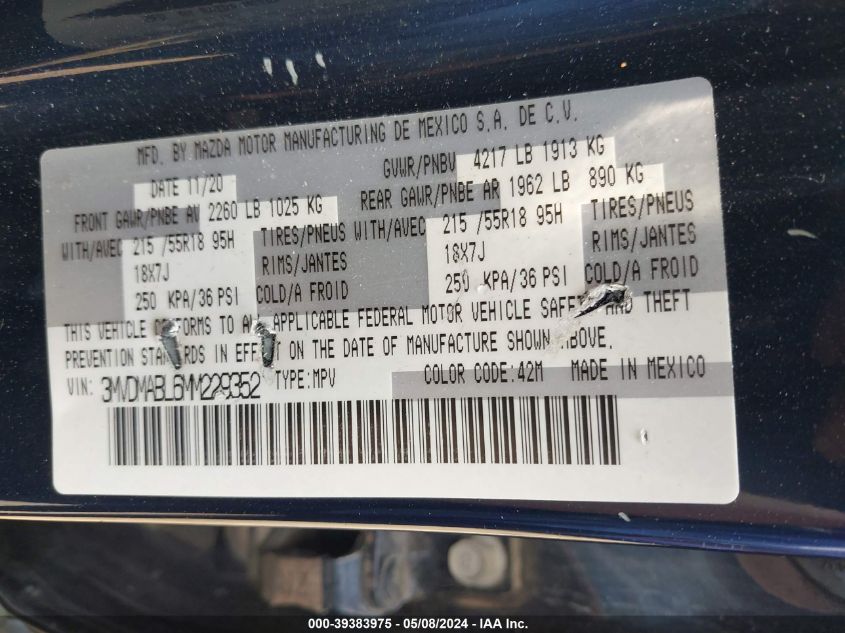 MFD. BY MAZDA MOTOR MANUFACTURING DE MEXICO S.A. DE C.V.
DATE 11/20 GVWR/PNBV 4217 LB 1913 KG
FRONT GAWR/PNBE AV 2260 LB 1025 KG REAR GAWR/PNBE AR 1962 LB 890 KG
WITH/AVEC 215 /55R18 95H TIRES/PNEUS WITH/AVEC 215 /55R18 95H TIRES/PNEUS
18X7J RIMS/JANTES 18X7J RIMS/JANTES
250 KPA/36 PSI COLD/A FROID 250 KPA/36 PSI COLD/A FROID
THIS VEHICLE TO APPLICABLE FEDERAL MOTOR VEHICLE AND THEFT
PREVENTION IN ON THE DATE OF MANUFACTURE SHOWN
VIN: 3MVDMABL6MM229352 TYPE:MPV COLOR CODE:42M MADE IN MEXICO
000-39383975 - 05/08/2024 - IAA Inc.